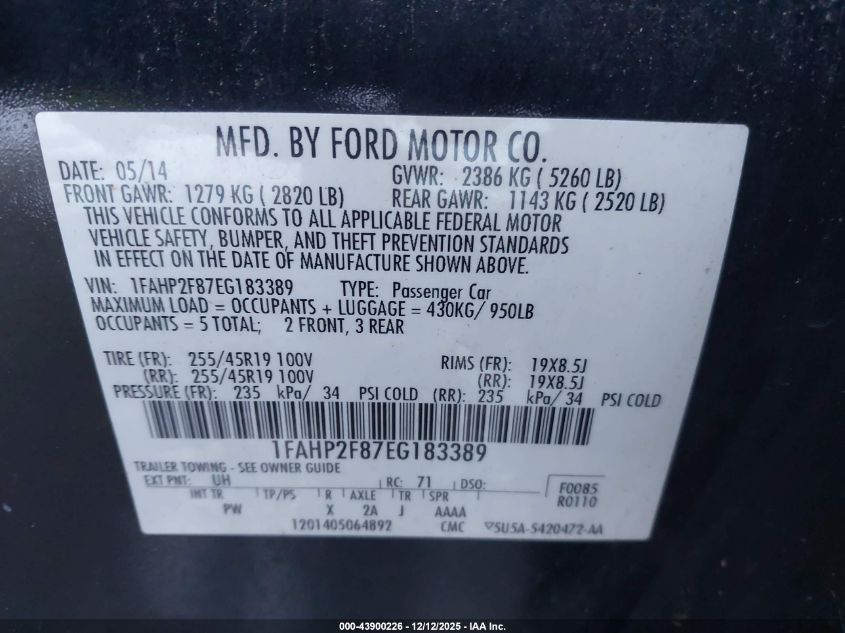 MFD. BY FORD MOTOR CO.
DATE: 05/14 GVWR: 2386 KG ( 5260 LB)
FRONT GAWR: 1279 KG ( 2820 LB) REAR GAWR: 1143 KG ( 2520 LB)
THIS VEHICLE CONFORMS TO ALL APPLICABLE FEDERAL MOTOR
VEHICLE SAFETY, BUMPER, AND THEFT PREVENTION STANDARDS
IN EFFECT ON THE DATE OF MANUFACTURE SHOWN ABOVE.
VIN: 1FAHP2F87EG183389 TYPE: Passenger Car
MAXIMUM LOAD = OCCUPANTS + LUGGAGE = 430KG/ 950LB
OCCUPANTS = 5 TOTAL; 2 FRONT, 3 REAR
TIRE (FR): 255/45R19 100V RIMS (FR): 19X8.5J
(RR): 255/45R19 100V (RR): 19X8.5J
PRESSURE (FR): 235 kPa/ 34 PSI COLD (RR): 235 kPa/ 34 PSI COLD
1FAHP2F87EG183389
TRAILER TOWING - SEE OWNER GUIDE
EXT PNT: UH RC: 71 DSO: F0085
INT TR TP/PS R AXLE TR SPR R0110
PW X 2A J AAAA
1201405064892 CMC 5U5A-5420472-AA
000-43900226 - 12/12/2025 - IAA Inc.